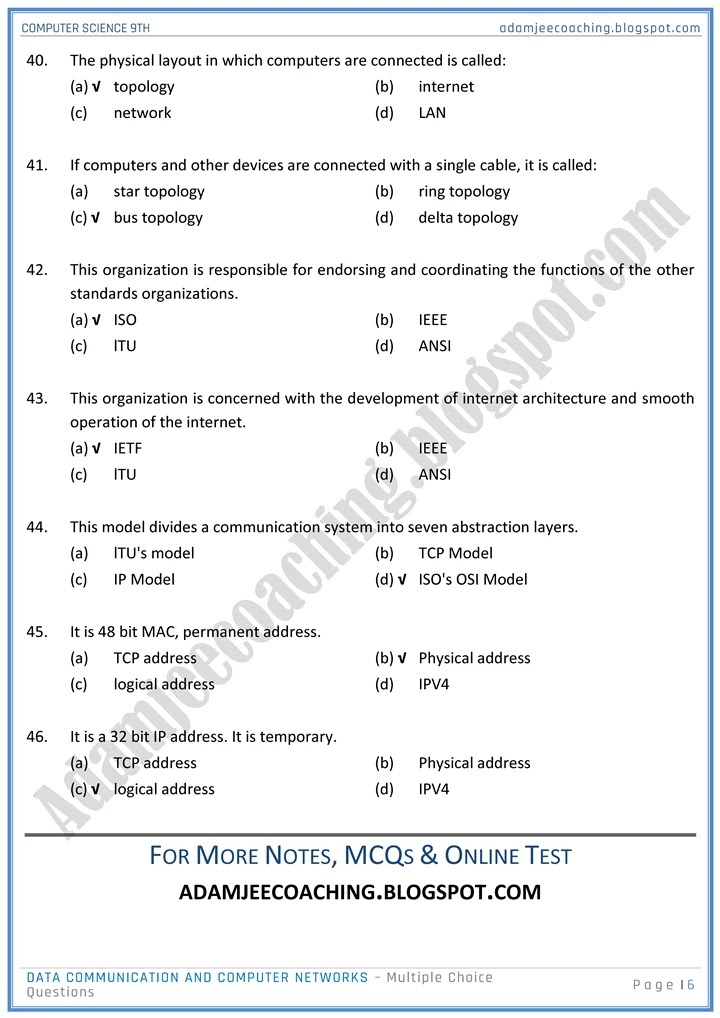 COMPUTER SCIENCE 9TH adamjeecoaching.blogspot.com
40. The physical layout in which computers are connected is called:
(a) √ topology (b) internet
(c) network (d) LAN
41. If computers and other devices are connected with a single cable, it is called:
(a) star topology (b) ring topology
(c) √ bus topology (d) delta topology
42. This organization is responsible for endorsing and coordinating the functions of the other
standards organizations.
(a) √ ISO (b) IEEE
(c) ITU (d) ANSI
43. This organization is concerned with the development of internet architecture and smooth
operation of the internet.
(a) √ IETF (b) IEEE
(c) ITU (d) ANSI
44. This model divides a communication system into seven abstraction layers.
(a) ITU's model (b) TCP Model
(c) IP Model (d) √ ISO's OSI Model
45. It is 48 bit MAC, permanent address.
(a) TCP address (b) √ Physical address
(c) logical address (d) IPV4
46. It is a 32 bit IP address. It is temporary.
(a) TCP address (b) Physical address
(c) √ logical address (d) IPV4
Adamjeecoaching.blogspot.com
FOR MORE NOTES, MCQS & ONLINE TEST
ADAMJEECOACHING.BLOGSPOT.COM
DATA COMMUNICATION AND COMPUTER NETWORKS – Multiple Choice
Questions
Page | 6